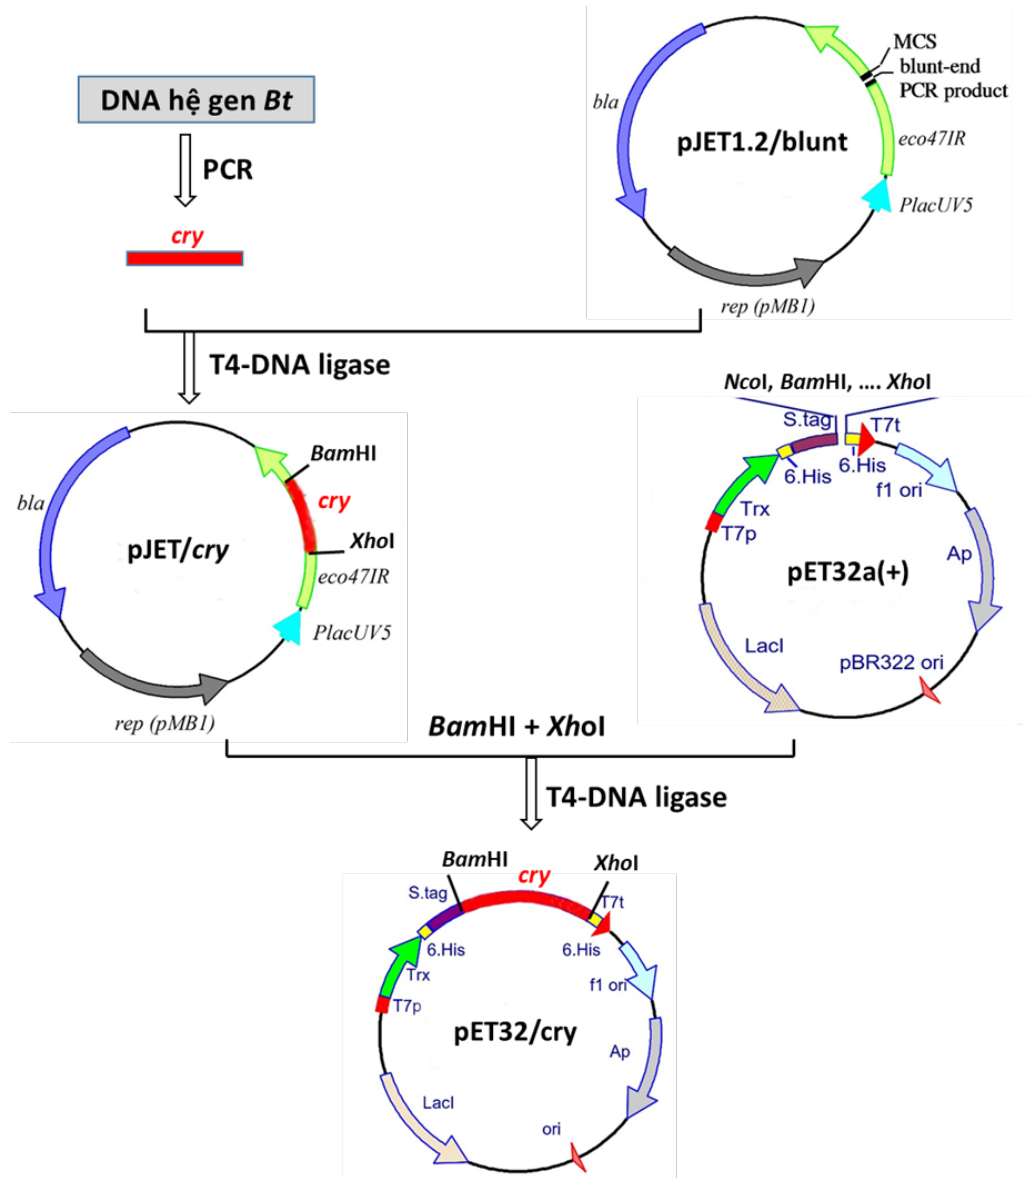 DNA hệ gen Bt
PCR
cry
MCS
blunt-end
PCR product
bla
pJET1.2/blunt
eco47IR
PlacUV5
rep (pMB1)
T4-DNA ligase
BamHI
cry
bla
XhoI
pJET/cry
eco47IR
PlacUV5
rep (pMB1)
NcoI, BamHI, .... XhoI
S.tag
T7t
6.His
6.His
f1 ori
Trx
T7p
Ap
pET32a(+)
LacI
pBR322 ori
BamHI + XhoI
T4-DNA ligase
BamHI
XhoI
cry
S.tag
T7t
6.His
6.His
Trx
f1 ori
T7p
pET32/cry
Ap
LacI
ori